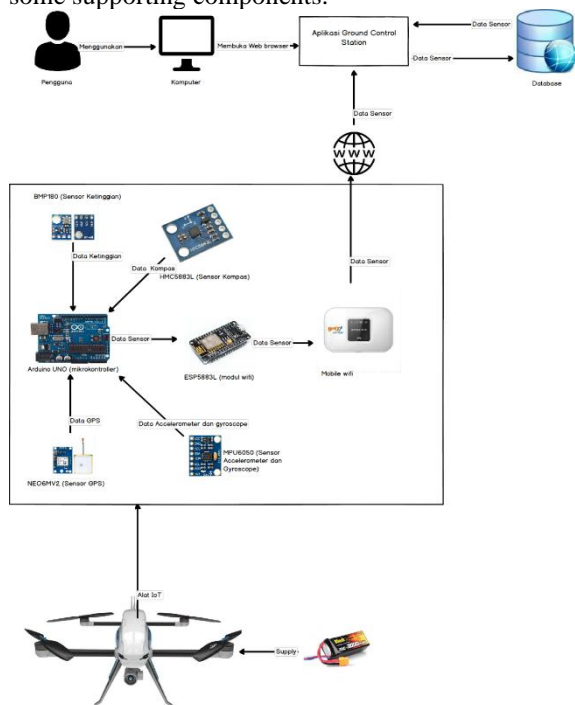 some supporting components.
Menggunakan
Membuka Web browser
Aplikasi Ground Control
Station
Data Sensor
Data Sensor
Pengguna
Komputer
Database
Data Sensor
WWW
BMP180 (Sensor Ketinggian)
Data Ketinggian
Data Kompas
HMC5883L (Sensor Kompas)
Data Sensor
Data Sensor
Data Sensor
Arduino UNO (mikrokontroller)
ESP5883L (modul wifi)
Mobile wifi
Data GPS
Data Accelerometer dan gyroscope
MPU6050 (Sensor
Accelerometer dan
Gyroscope)
NEO6MV2 (Sensor GPS)
Alat IoT
Supply